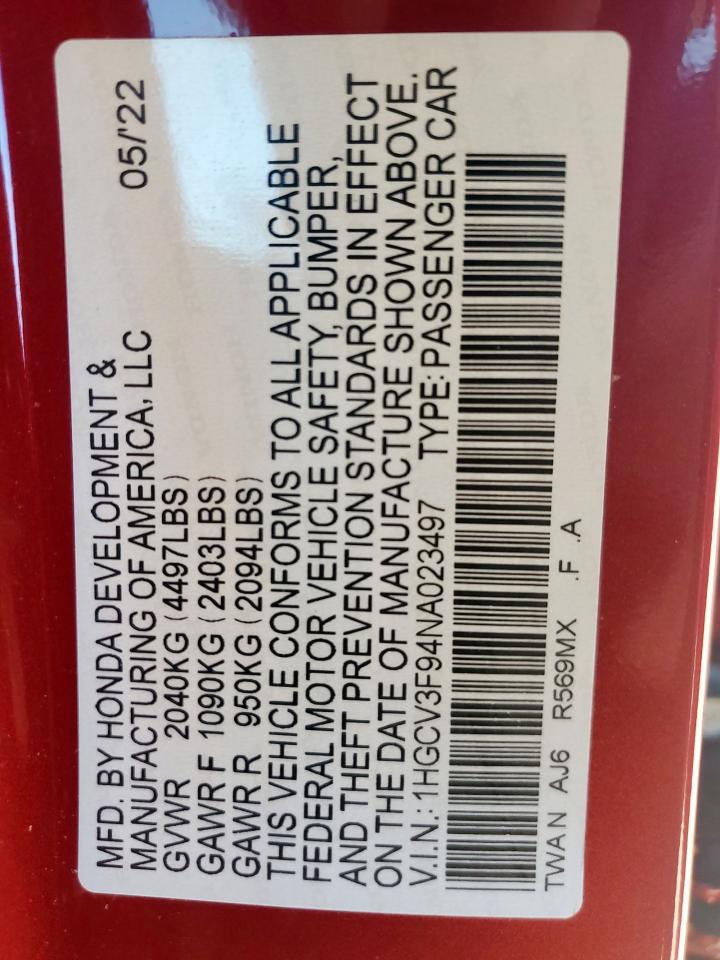 MFD. BY HONDA DEVELOPMENT & 05/'22
MANUFACTURING OF AMERICA, LLC
GVWR 2040KG (4497LBS)
GAWR F 1090KG (2403LBS)
GAWR R 950KG (2094LBS)
THIS VEHICLE CONFORMS TO ALL APPLICABLE
FEDERAL MOTOR VEHICLE SAFETY, BUMPER,
AND THEFT PREVENTION STANDARDS IN EFFECT
ON THE DATE OF MANUFACTURE SHOWN ABOVE.
V.I.N.: 1HGCV3F94NA023497 TYPE: PASSENGER CAR
TWA N AJ6 R569MX .F .A